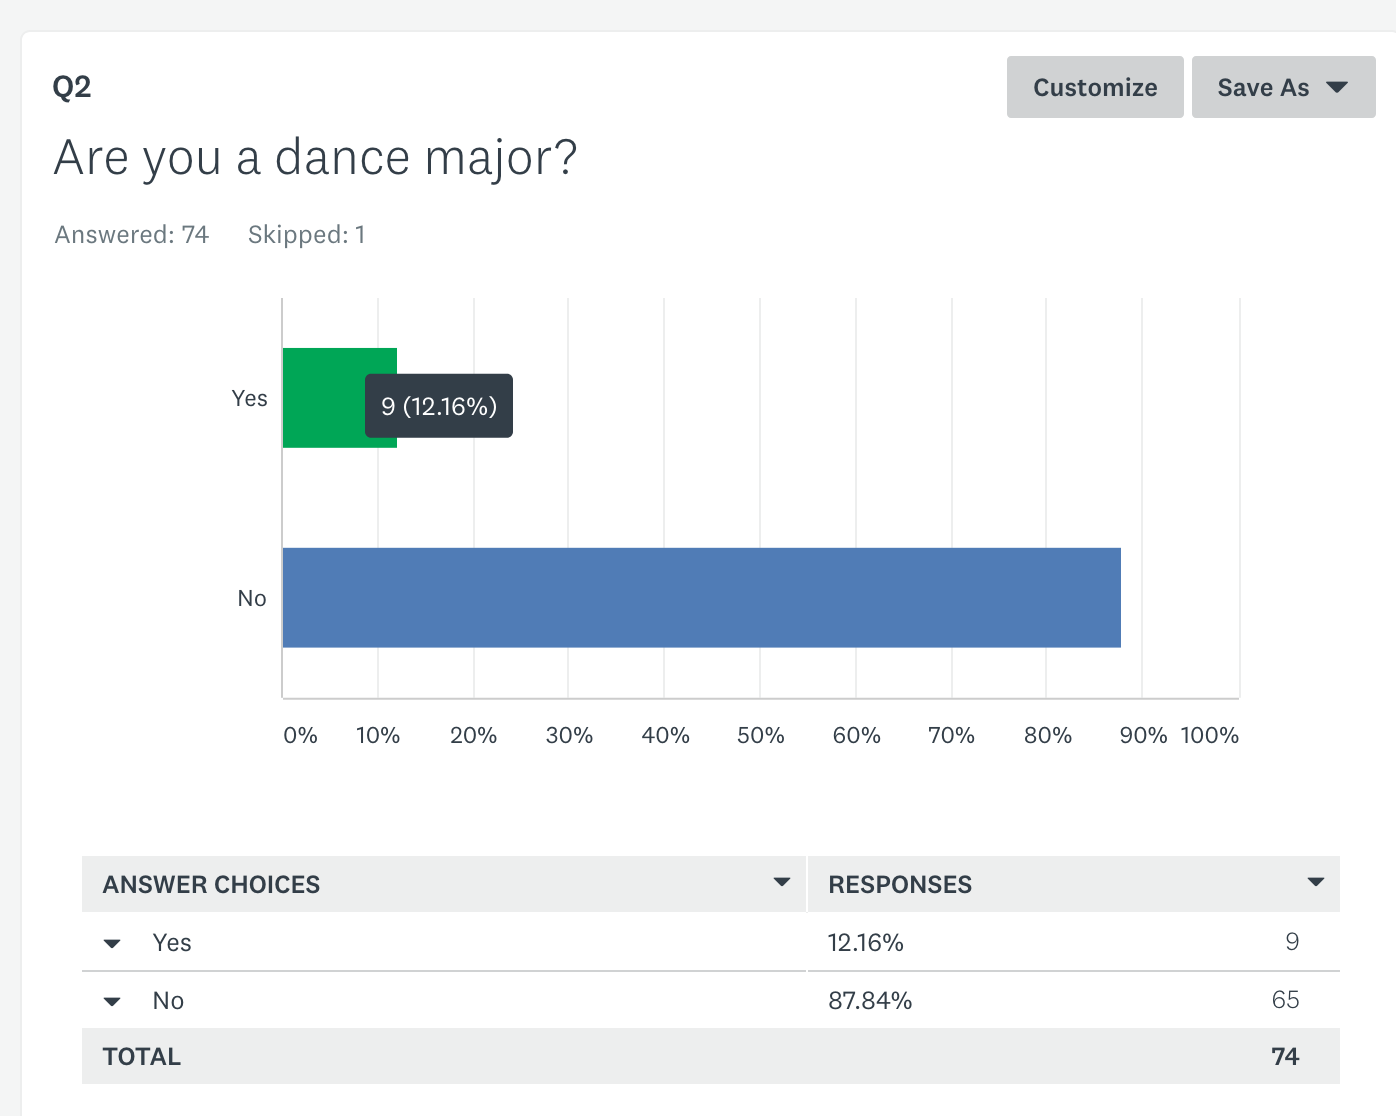 Q2
Customize
Save As
Are you a dance major?
Answered: 74 Skipped: 1
Yes
9 (12.16%)
No
0% 10% 20% 30% 40% 50% 60% 70% 80% 90% 100%
ANSWER CHOICES RESPONSES
Yes 12.16% 9
No 87.84% 65
TOTAL 74